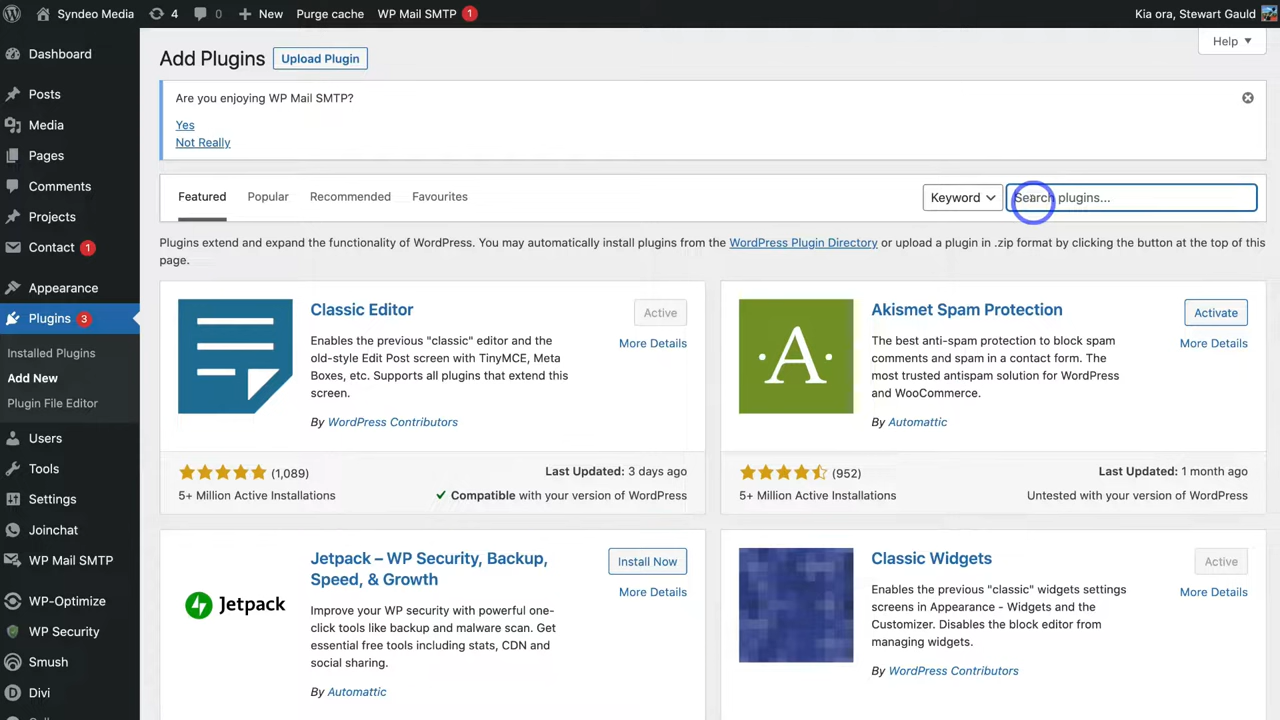 Syndeo Media 4 0 New Purge cache WP Mail SMTP 1 Kia ora, Stewart Gauld
Help
Dashboard
Posts
Media
Pages
Comments
Projects
Contact 1
Appearance
Plugins 3
Installed Plugins
Add New
Plugin File Editor
Users
Tools
Settings
Joinchat
WP Mail SMTP
WP-Optimize
WP Security
Smush
Divi
Add Plugins Upload Plugin
Are you enjoying WP Mail SMTP?
Yes
Not Really
Featured Popular Recommended Favourites Keyword Search plugins...
Plugins extend and expand the functionality of WordPress. You may automatically install plugins from the WordPress Plugin Directory or upload a plugin in .zip format by clicking the button at the top of this
page.
Classic Editor
Active
More Details
Enables the previous "classic" editor and the
old-style Edit Post screen with TinyMCE, Meta
Boxes, etc. Supports all plugins that extend this
screen.
By WordPress Contributors
(1,089)
5+ Million Active Installations
Last Updated: 3 days ago
Compatible with your version of WordPress
A
Akismet Spam Protection
Activate
More Details
The best anti-spam protection to block spam
comments and spam in a contact form. The
most trusted antispam solution for WordPress
and WooCommerce.
By Automattic
(952)
5+ Million Active Installations
Last Updated: 1 month ago
Untested with your version of WordPress
Jetpack
Jetpack – WP Security, Backup,
Speed, & Growth
Install Now
More Details
Improve your WP security with powerful one-
click tools like backup and malware scan. Get
essential free tools including stats, CDN and
social sharing.
By Automattic
Classic Widgets
Active
More Details
Enables the previous "classic" widgets settings
screens in Appearance - Widgets and the
Customizer. Disables the block editor from
managing widgets.
By WordPress Contributors